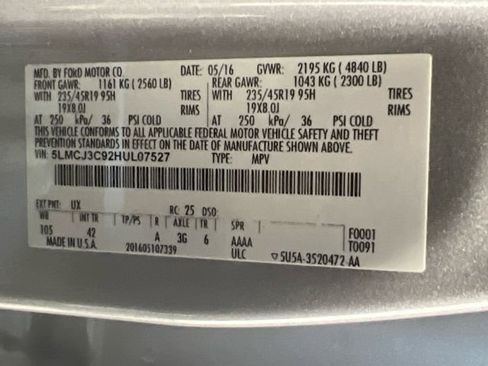 MFD. BY FORD MOTOR CO. DATE: 05/16 GVWR: 2195 KG ( 4840 LB)
FRONT GAWR: 1161 KG ( 2560 LB) REAR GAWR: 1043 KG ( 2300 LB)
WITH 235/45R19 95H TIRES WITH 235/45R19 95H TIRES
19X8.0J RIMS 19X8.0J RIMS
AT 250 kPa/ 36 PSI COLD AT 250 kPa/ 36 PSI COLD
THIS VEHICLE CONFORMS TO ALL APPLICABLE FEDERAL MOTOR VEHICLE SAFETY AND THEFT
PREVENTION STANDARDS IN EFFECT ON THE DATE OF MANUFACTURE SHOWN ABOVE.
VIN: 5LMCJ3C92HUL07527 TYPE: MPV
EXT PNT: UX RC: 25 DSO:
WB INT TR TP/PS R AXLE TR SPR
105 42 A 3G 6 AAAA F0001
MADE IN U.S.A. 201605107339 ULC T0091
▽5U5A-3520472-AA